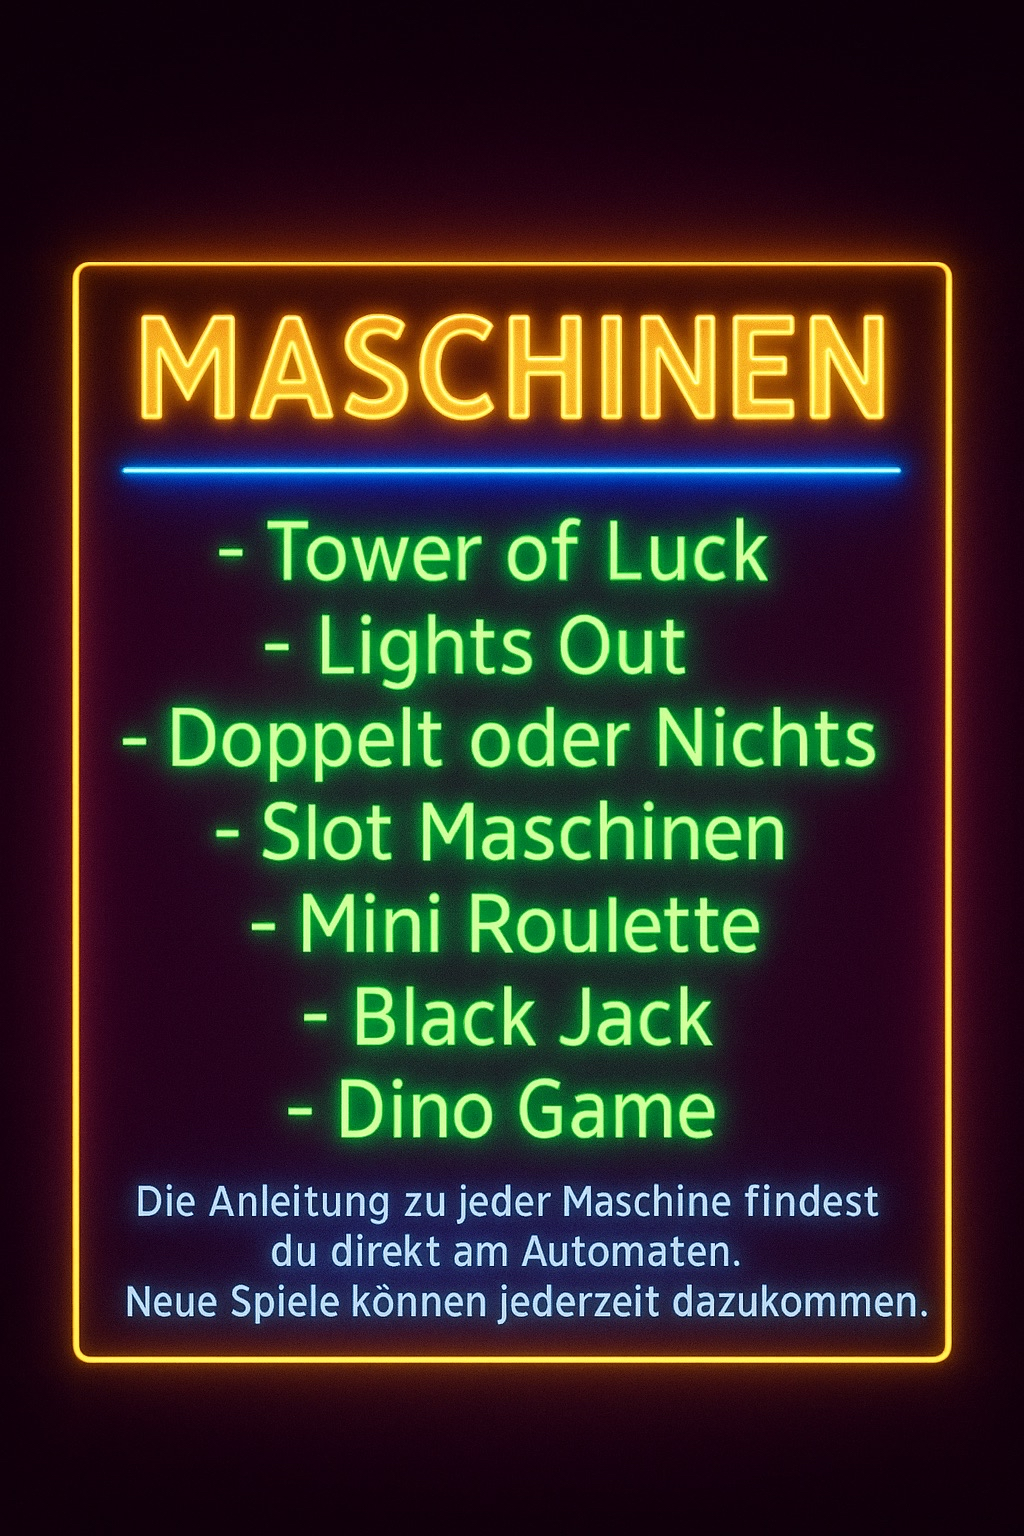 MASCHINEN
- Tower of Luck
- Lights Out
- Doppelt oder Nichts
- Slot Maschinen
- Mini Roulette
- Black Jack
- Dino Game
Die Anleitung zu jeder Maschine findest
du direkt am Automaten.
Neue Spiele können jederzeit dazukommen.